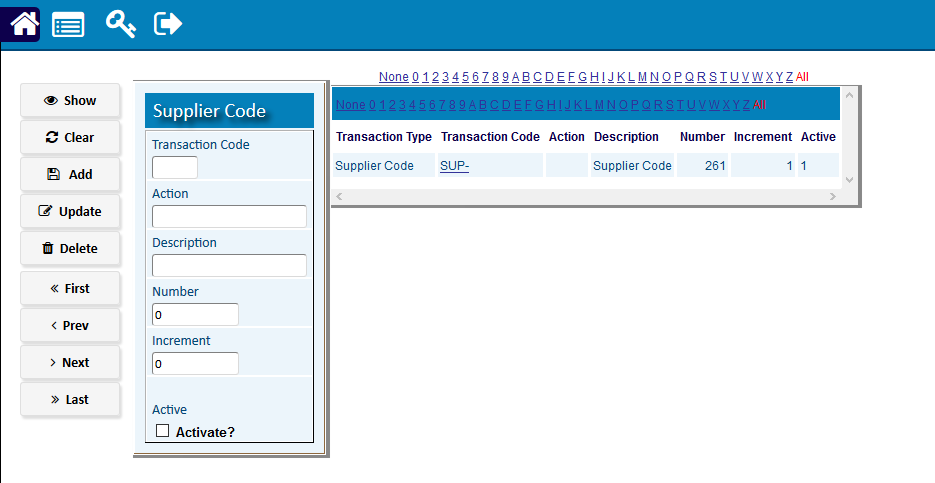 None 0 1 2 3 4 5 6 7 8 9 A B C D E F G H I J K L M N O P Q R S T U V W X Y Z All
Show
Clear
Add
Update
Delete
First
Prev
Next
Last
Supplier Code
Transaction Code
Action
Description
Number
0
Increment
0
Active
Activate?
None 0 1 2 3 4 5 6 7 8 9 A B C D E F G H I J K L M N O P Q R S T U V W X Y Z All
Transaction Type Transaction Code Action Description Number Increment Active
Supplier Code SUP- Supplier Code 261 1 1